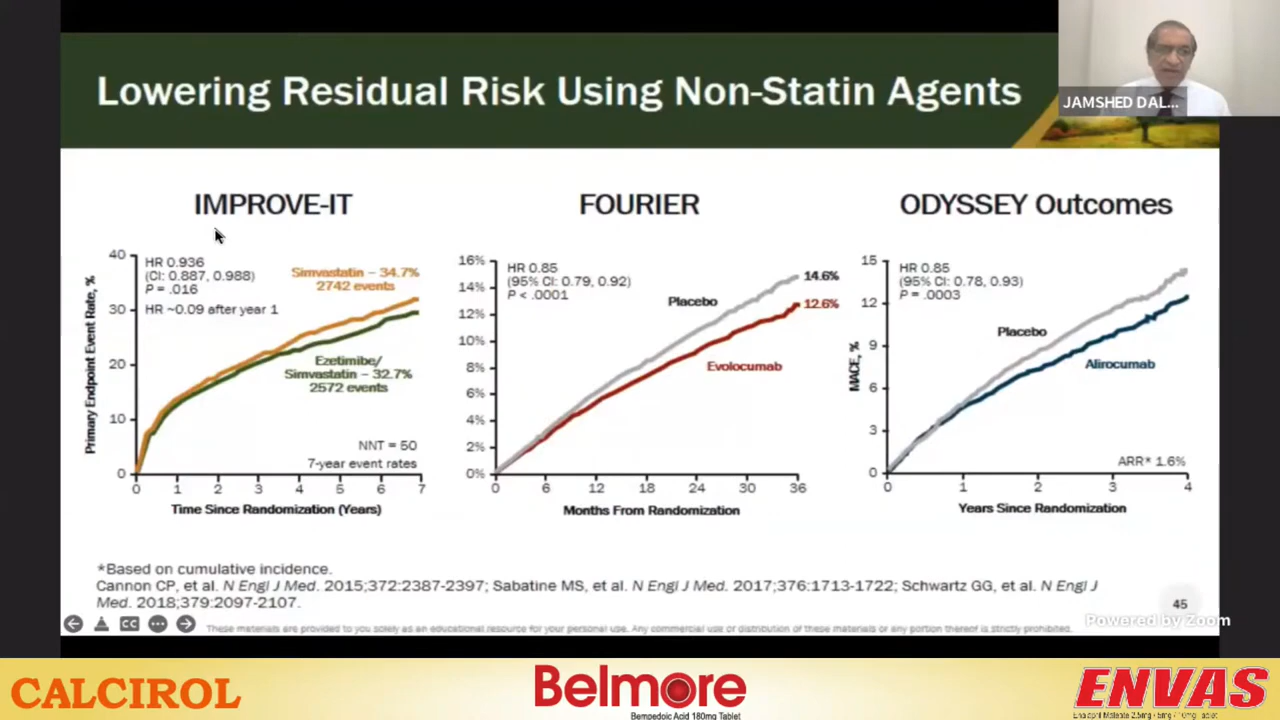 Lowering Residual Risk Using Non-Statin Agents
JAMSHED DAL...
IMPROVE-IT
HR 0.936
(CI: 0.887, 0.988)
P = .016
HR ~0.09 after year 1
Simvastatin – 34.7%
2742 events
Ezetimibe/
Simvastatin – 32.7%
2572 events
NNT = 50
7-year event rates
Primary Endpoint Event Rate, %
40
30
20
10
0
0 1 2 3 4 5 6 7
Time Since Randomization (Years)
FOURIER
HR 0.85
(95% CI: 0.79, 0.92)
P < .0001
Placebo
14.6%
12.6%
Evolocumab
16%
14%
12%
10%
8%
6%
4%
2%
0%
0 6 12 18 24 30 36
Months From Randomization
ODYSSEY Outcomes
HR 0.85
(95% CI: 0.78, 0.93)
P = .0003
Placebo
Alirocumab
ARR* 1.6%
MACE, %
15
12
9
6
3
0
0 1 2 3 4
Years Since Randomization
*Based on cumulative incidence.
Cannon CP, et al. N Engl J Med. 2015;372:2387-2397; Sabatine MS, et al. N Engl J Med. 2017;376:1713-1722; Schwartz GG, et al. N Engl J
Med. 2018;379:2097-2107.
45
CC
Powered by Zoom
These materials are provided to you solely as an educational resource for your personal use. Any commercial use or distribution of these materials or any portion thereof is strictly prohibited.
CALCIROL
Belmore
Bempedoic Acid 180mg Tablet
ENVAS
Enalapril Maleate 2.5mg · 5mg · 10mg Tablet